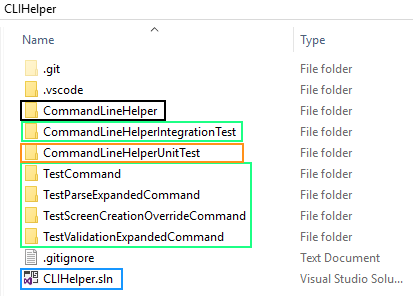 CLIHelper
Name Type
.git File folder
.vscode File folder
CommandLineHelper File folder
CommandLineHelperIntegrationTest File folder
CommandLineHelperUnitTest File folder
TestCommand File folder
TestParseExpandedCommand File folder
TestScreenCreationOverrideCommand File folder
TestValidationExpandedCommand File folder
.gitignore Text Document
CLIHelper.sln Visual Studio Solu...